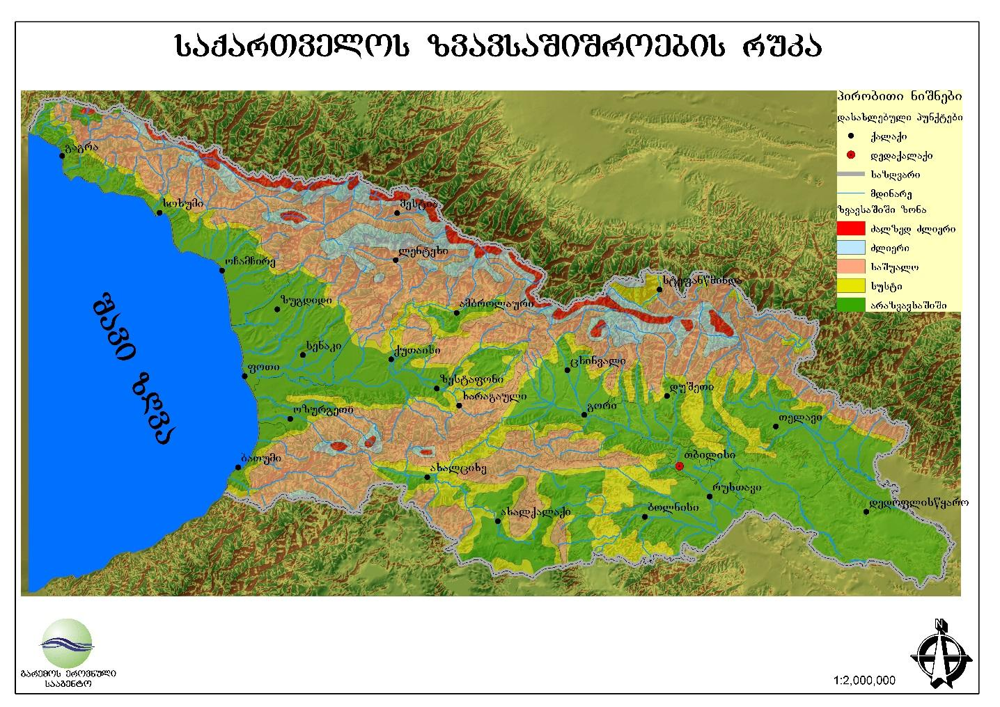 საქართველოს ზვავსაშიშროების რუკა
პირობითი ნიშნები
დასახლებული პუნქტები
ქალაქი
დედაქალაქი
საზღვარი
მდინარე
ზვავსაშიში ზონა
ძალზედ ძლიერი
ძლიერი
საშუალო
სუსტი
არაზვავსაშიში
გაგრა
სოხუმი
მესტია
ლენტეხი
ოჩამჩირე
სტეფანწმინდა
ზუგდიდი
ამბროლაური
სენაკი
ქუთაისი
ცხინვალი
ფოთი
ზესტაფონი
დუშეთი
ხარაგაული
გორი
ოზურგეთი
თელავი
შავი ზღვა
ბათუმი
თბილისი
ახალციხე
რუსთავი
დედოფლისწყარო
ბოლნისი
ახალქალაქი
გარემოს ეროვნული
სააგენტო
N
1:2,000,000